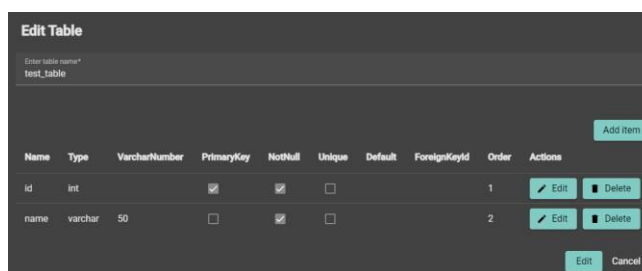 Edit Table
Enter table name*
test_table
Add item
Name Type VarcharNumber PrimaryKey NotNull Unique Default ForeignKeyId Order Actions
id int 1 Edit Delete
name varchar 50 2 Edit Delete
Edit Cancel